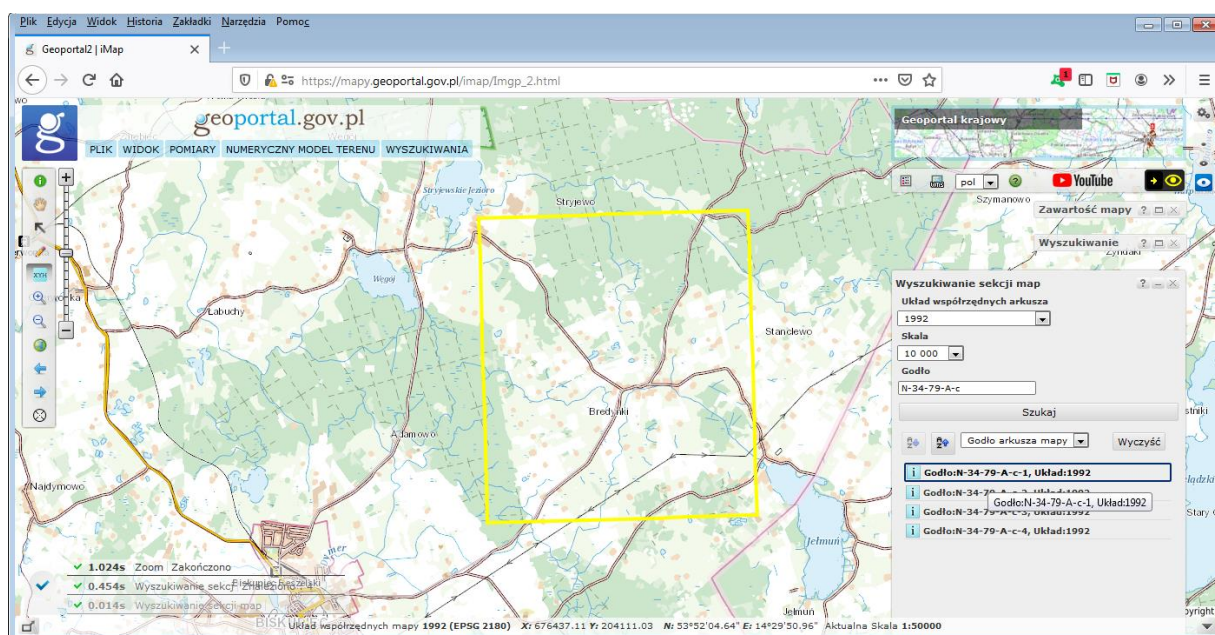 Plik Edycja Widok Historia Zakładki Narzędzia Pomoc
Geoportal2 | iMap
https://mapy.geoportal.gov.pl/imap/Imgp_2.html
geoportal.gov.pl
PLIK WIDOK POMIARY NUMERYCZNY MODEL TERENU WYSZUKIWANIA
Geoportal krajowy
pol
YouTube
Zawartość mapy
Wyszukiwanie
Wyszukiwanie sekcji map
Układ współrzędnych arkusza
1992
Skala
10 000
Godło
N-34-79-A-c
Szukaj
Godło arkusza mapy
Wyczyść
Godło:N-34-79-A-c-1, Układ:1992
Godło:N-34-79-A-c-1, Układ:1992
Godło:N-34-79-A-c-4, Układ:1992
Stryjewskie Jezioro
Stryjewo
Szymanowo
Węgój
Labuchy
Stanclewo
Bredynki
Adamowo
Najdymowo
Jełmuń
Jełmuń
BISKUPIEC
1.024s Zoom Zakończono
0.454s Wyszukiwanie sekcji
0.014s Wyszukiwanie sekcji map
Układ współrzędnych mapy 1992 (EPSG 2180) X: 676437.11 Y: 204111.03 N: 53°52'04.64" E: 14°29'50.96" Aktualna Skala 1:50000